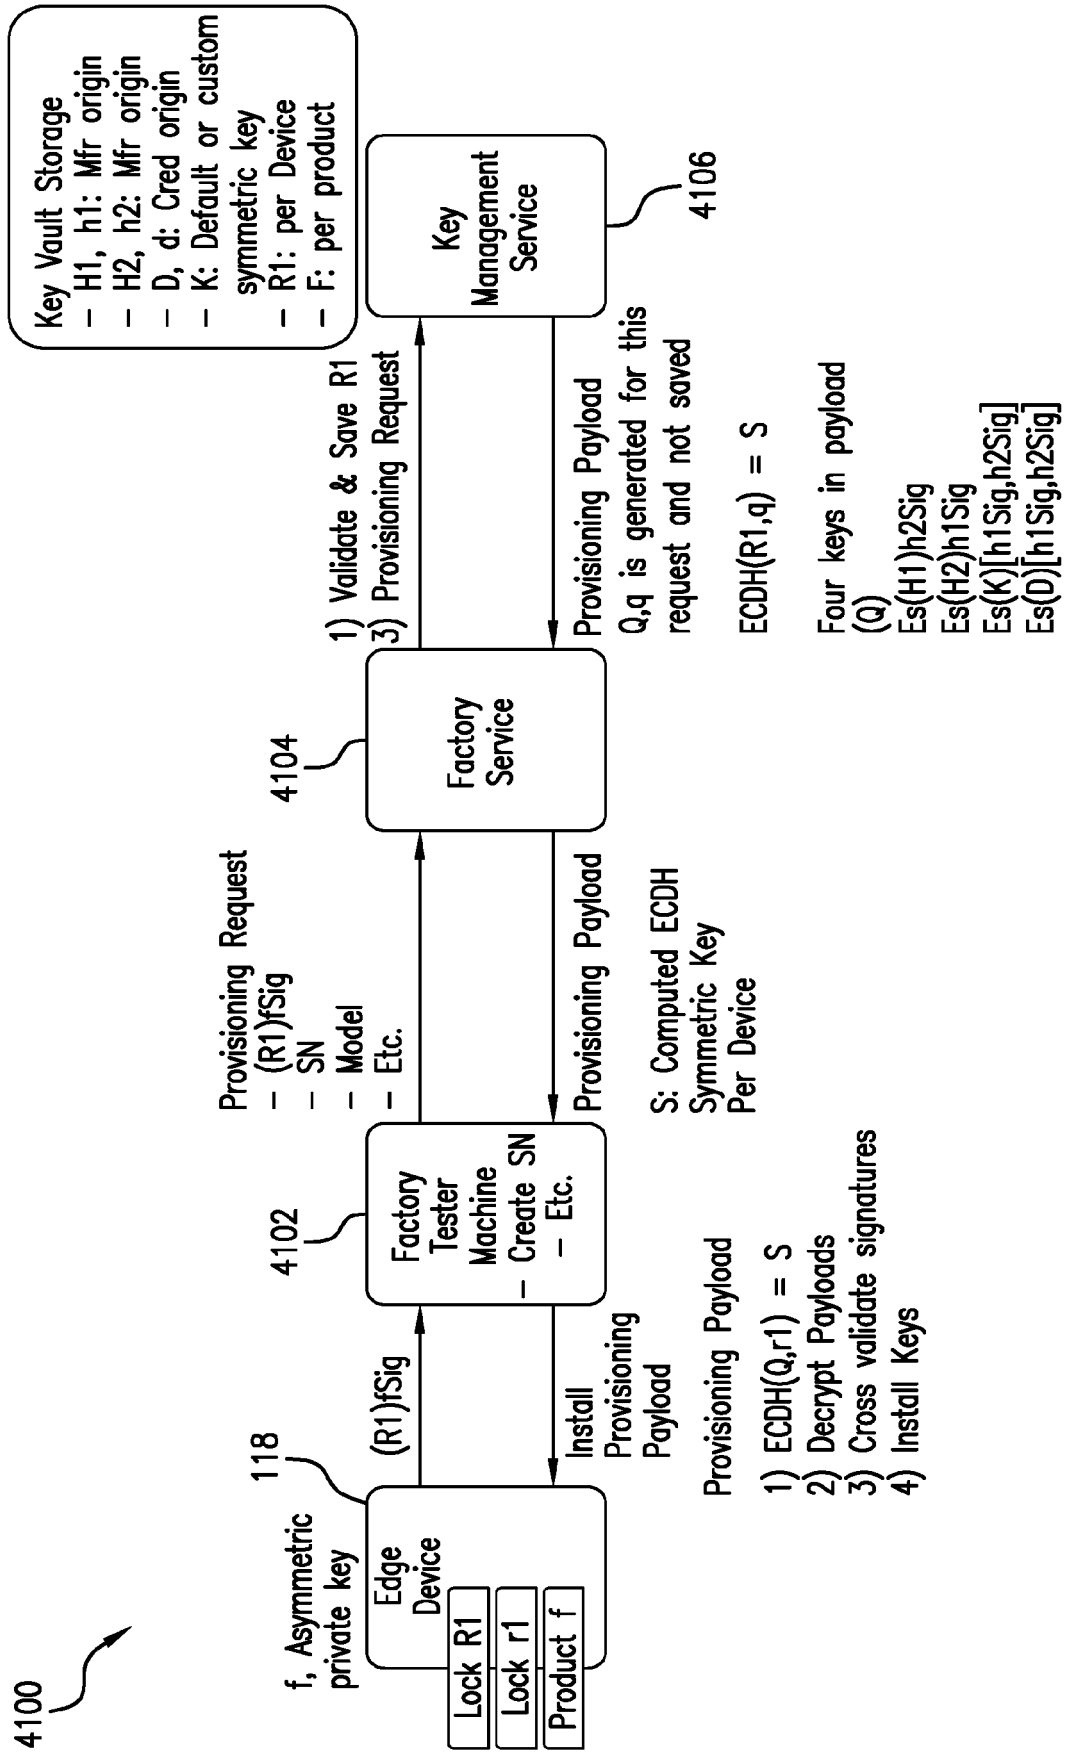 4100
f, Asymmetric
private key
118
Edge
Device
Lock R1
Lock r1
Product f
(R1)fSig
Install
Provisioning
Payload
Provisioning Payload
1) ECDH(Q,r1) = S
2) Decrypt Payloads
3) Cross validate signatures
4) Install Keys
4102
Factory
Tester
Machine
- Create SN
- Etc.
Provisioning Request
- (R1)fSig
- SN
- Model
- Etc.
Provisioning Payload
S: Computed ECDH
Symmetric Key
Per Device
4104
Factory
Service
1) Validate & Save R1
3) Provisioning Request
Provisioning Payload
Q,q is generated for this
request and not saved
ECDH(R1,q) = S
Four keys in payload
(Q)
Es(H1)h2Sig
Es(H2)h1Sig
Es(K)[h1Sig,h2Sig]
Es(D)[h1Sig,h2Sig]
Key
Management
Service
4106
Key Vault Storage
- H1, h1: Mfr origin
- H2, h2: Mfr origin
- D, d: Cred origin
- K: Default or custom
symmetric key
- R1: per Device
- F: per product